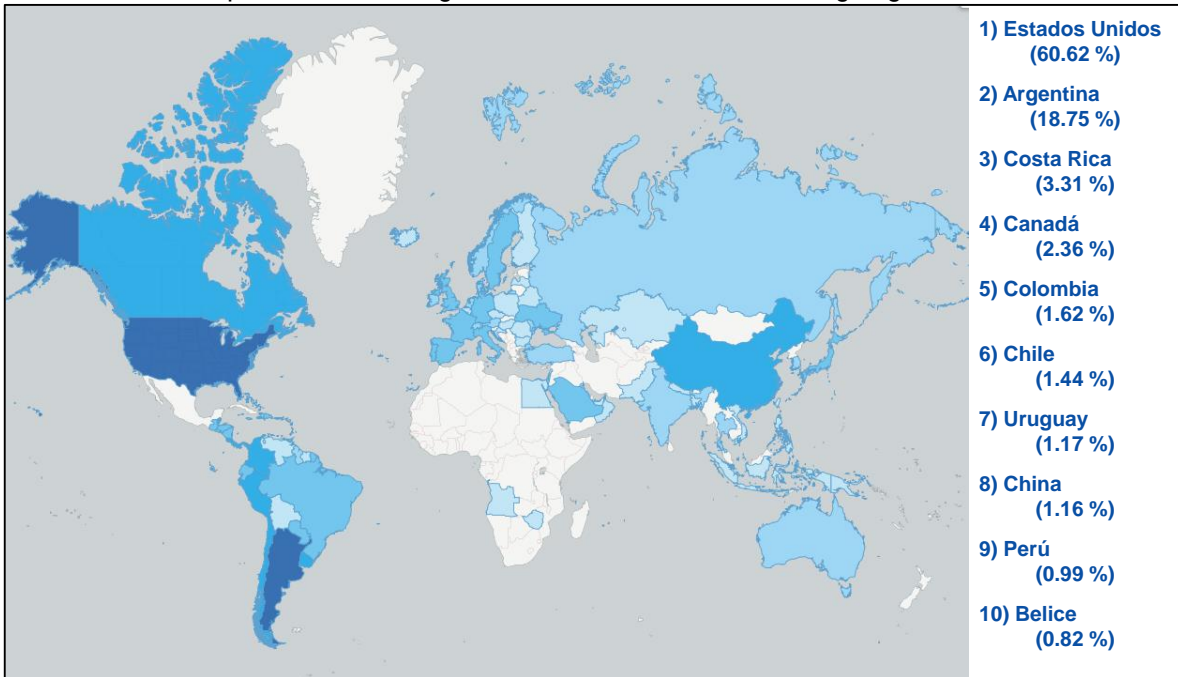 1) Estados Unidos
(60.62 %)
2) Argentina
(18.75 %)
3) Costa Rica
(3.31 %)
4) Canadá
(2.36 %)
5) Colombia
(1.62 %)
6) Chile
(1.44 %)
7) Uruguay
(1.17 %)
8) China
(1.16 %)
9) Perú
(0.99 %)
10) Belice
(0.82 %)